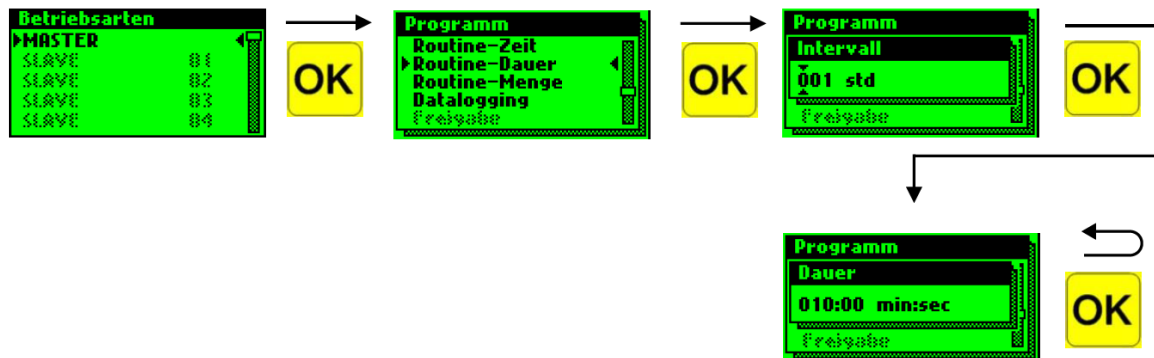 Betriebsarten
MASTER
SLAVE 01
SLAVE 02
SLAVE 03
SLAVE 04
OK
Programm
Routine-Zeit
Routine-Dauer
Routine-Menge
Datalogging
Freigabe
OK
Programm
Intervall
001 std
Freigabe
OK
Programm
Dauer
010:00 min:sec
Freigabe
OK